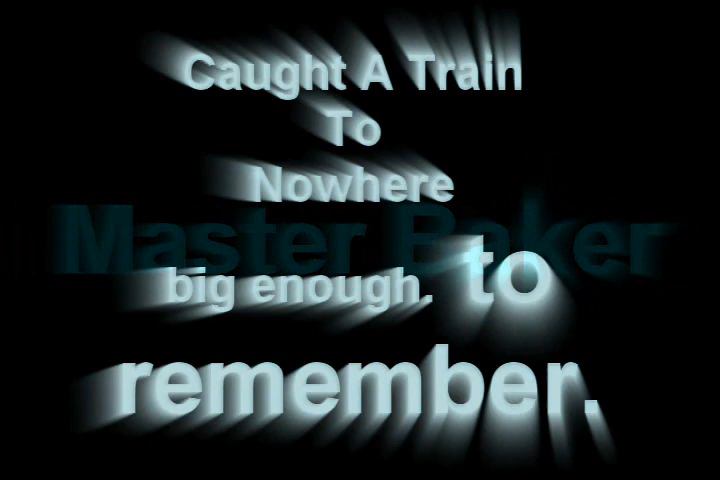 Caught A Train
To
Nowhere
Master Baker
big enough. to
remember.